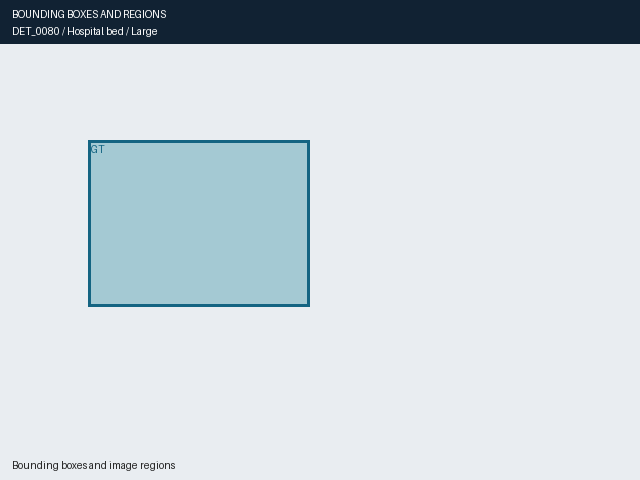 BOUNDING BOXES AND REGIONS
DET_0080 / Hospital bed / Large
GT
Bounding boxes and image regions